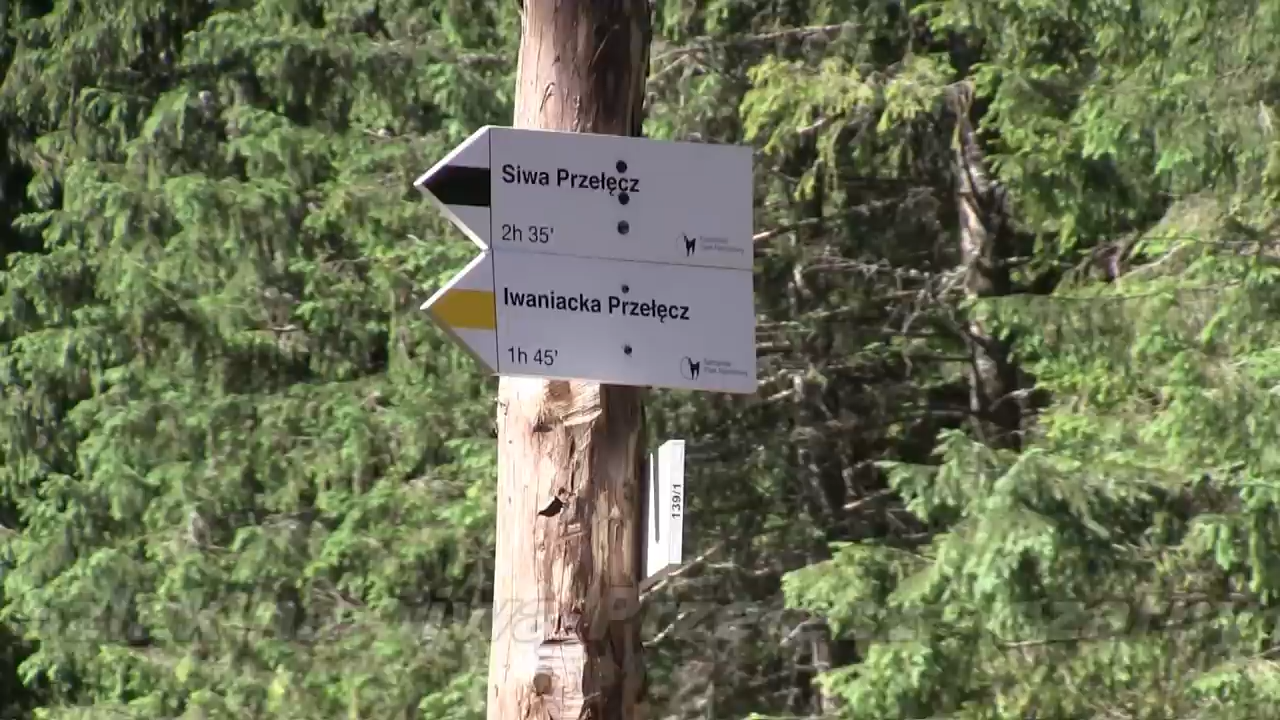 Siwa Przełęcz
2h 35'
Iwaniacka Przełęcz
1h 45'
139/1